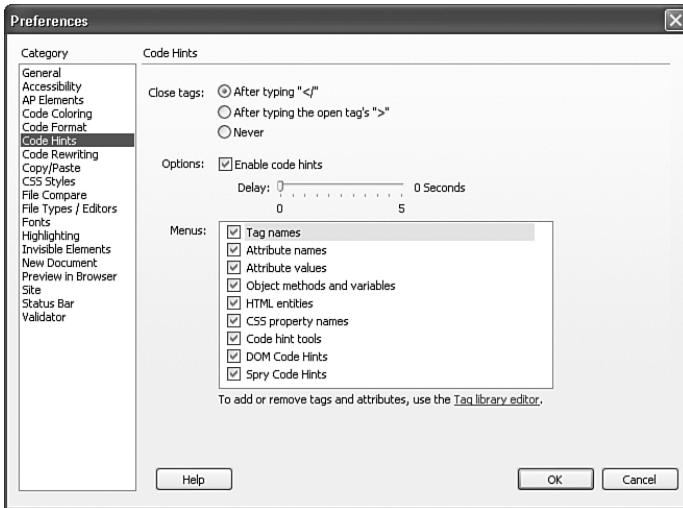 Preferences
Category
General
Accessibility
AP Elements
Code Coloring
Code Format
Code Hints
Code Rewriting
Copy/Paste
CSS Styles
File Compare
File Types / Editors
Fonts
Highlighting
Invisible Elements
New Document
Preview in Browser
Site
Status Bar
Validator
Code Hints
Close tags: After typing "</"
After typing the open tag's ">"
Never
Options: Enable code hints
Delay: 0 Seconds
0 5
Menus: Tag names
Attribute names
Attribute values
Object methods and variables
HTML entities
CSS property names
Code hint tools
DOM Code Hints
Spry Code Hints
To add or remove tags and attributes, use the Tag library editor.
Help OK Cancel